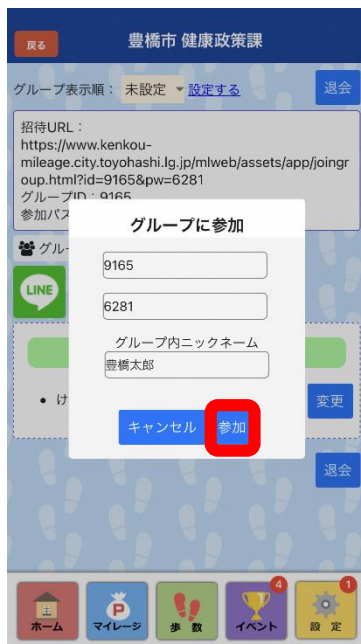 戻る
豊橋市 健康政策課
グループ表示順： 未設定 設定する
退会
招待URL：
https://www.kenkou-
mileage.city.toyohashi.lg.jp/mlweb/assets/app/joingr
oup.html?id=9165&pw=6281
グループID：9165
参加パス
グループに参加
グルー
9165
LINE
6281
グループ内ニックネーム
豊橋太郎
け
変更
キャンセル
参加
退会
ホーム
マイレージ
歩 数
4
イベント
1
設 定